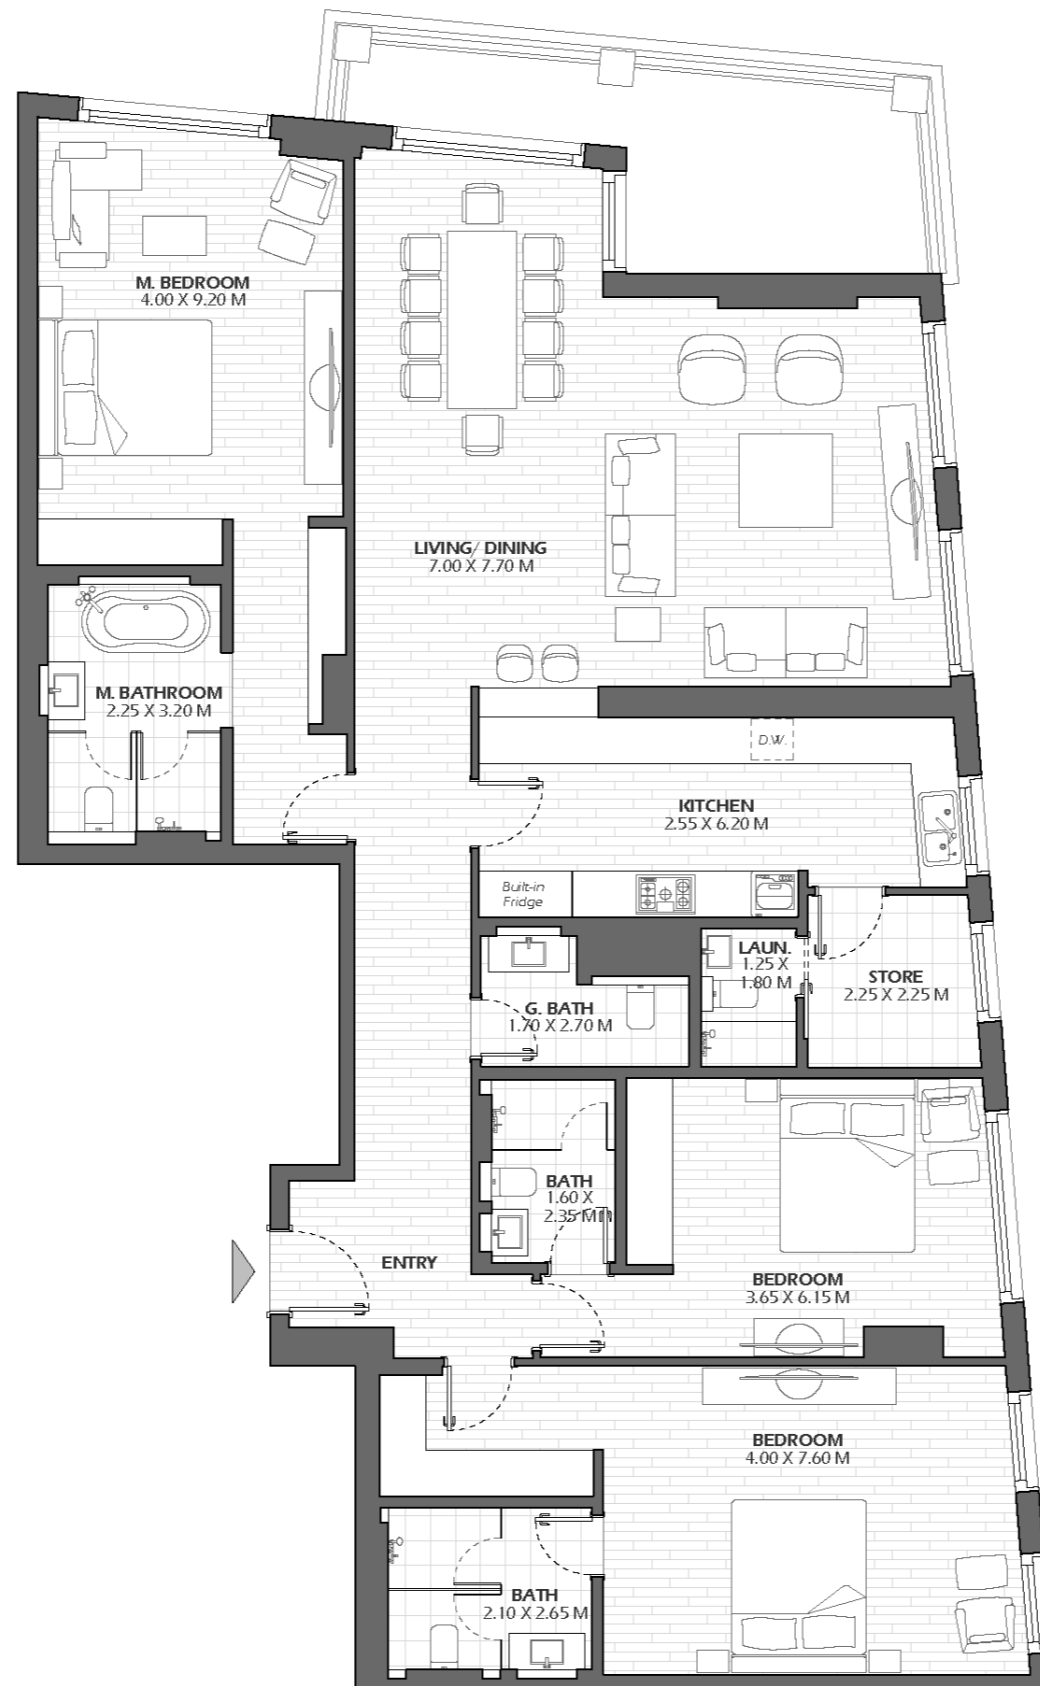 M. BEDROOM
4.00 X 9.20 M
LIVING/ DINING
7.00 X 7.70 M
M. BATHROOM
2.25 X 3.20 M
D.W.
KITCHEN
2.55 X 6.20 M
Built-in
Fridge
LAUN.
1.25 X
1.80 M
STORE
2.25 X 2.25 M
G. BATH
1.70 X 2.70 M
BATH
1.60 X
2.35 M
ENTRY
BEDROOM
3.65 X 6.15 M
BEDROOM
4.00 X 7.60 M
BATH
2.10 X 2.65 M